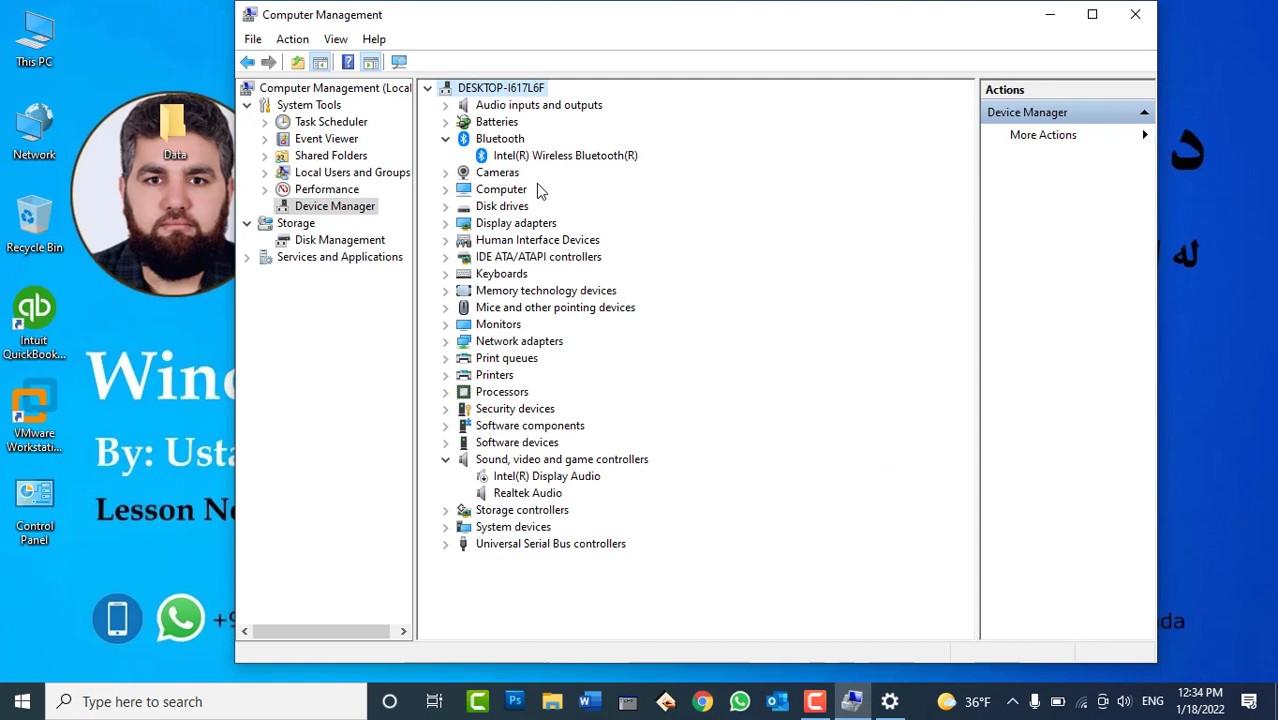 Computer Management
File Action View Help
Computer Management (Local
System Tools
Task Scheduler
Event Viewer
Shared Folders
Local Users and Groups
Performance
Device Manager
Storage
Disk Management
Services and Applications
DESKTOP-I617L6F
Audio inputs and outputs
Batteries
Bluetooth
Intel(R) Wireless Bluetooth(R)
Cameras
Computer
Disk drives
Display adapters
Human Interface Devices
IDE ATA/ATAPI controllers
Keyboards
Memory technology devices
Mice and other pointing devices
Monitors
Network adapters
Print queues
Printers
Processors
Security devices
Software components
Software devices
Sound, video and game controllers
Intel(R) Display Audio
Realtek Audio
Storage controllers
System devices
Universal Serial Bus controllers
Actions
Device Manager
More Actions
This PC
Network
Data
Recycle Bin
Intuit
QuickBook...
VMware
Workstati...
Control
Panel
By:
Lesson
د
له
Type here to search
36°F
ENG
12:34 PM
1/18/2022